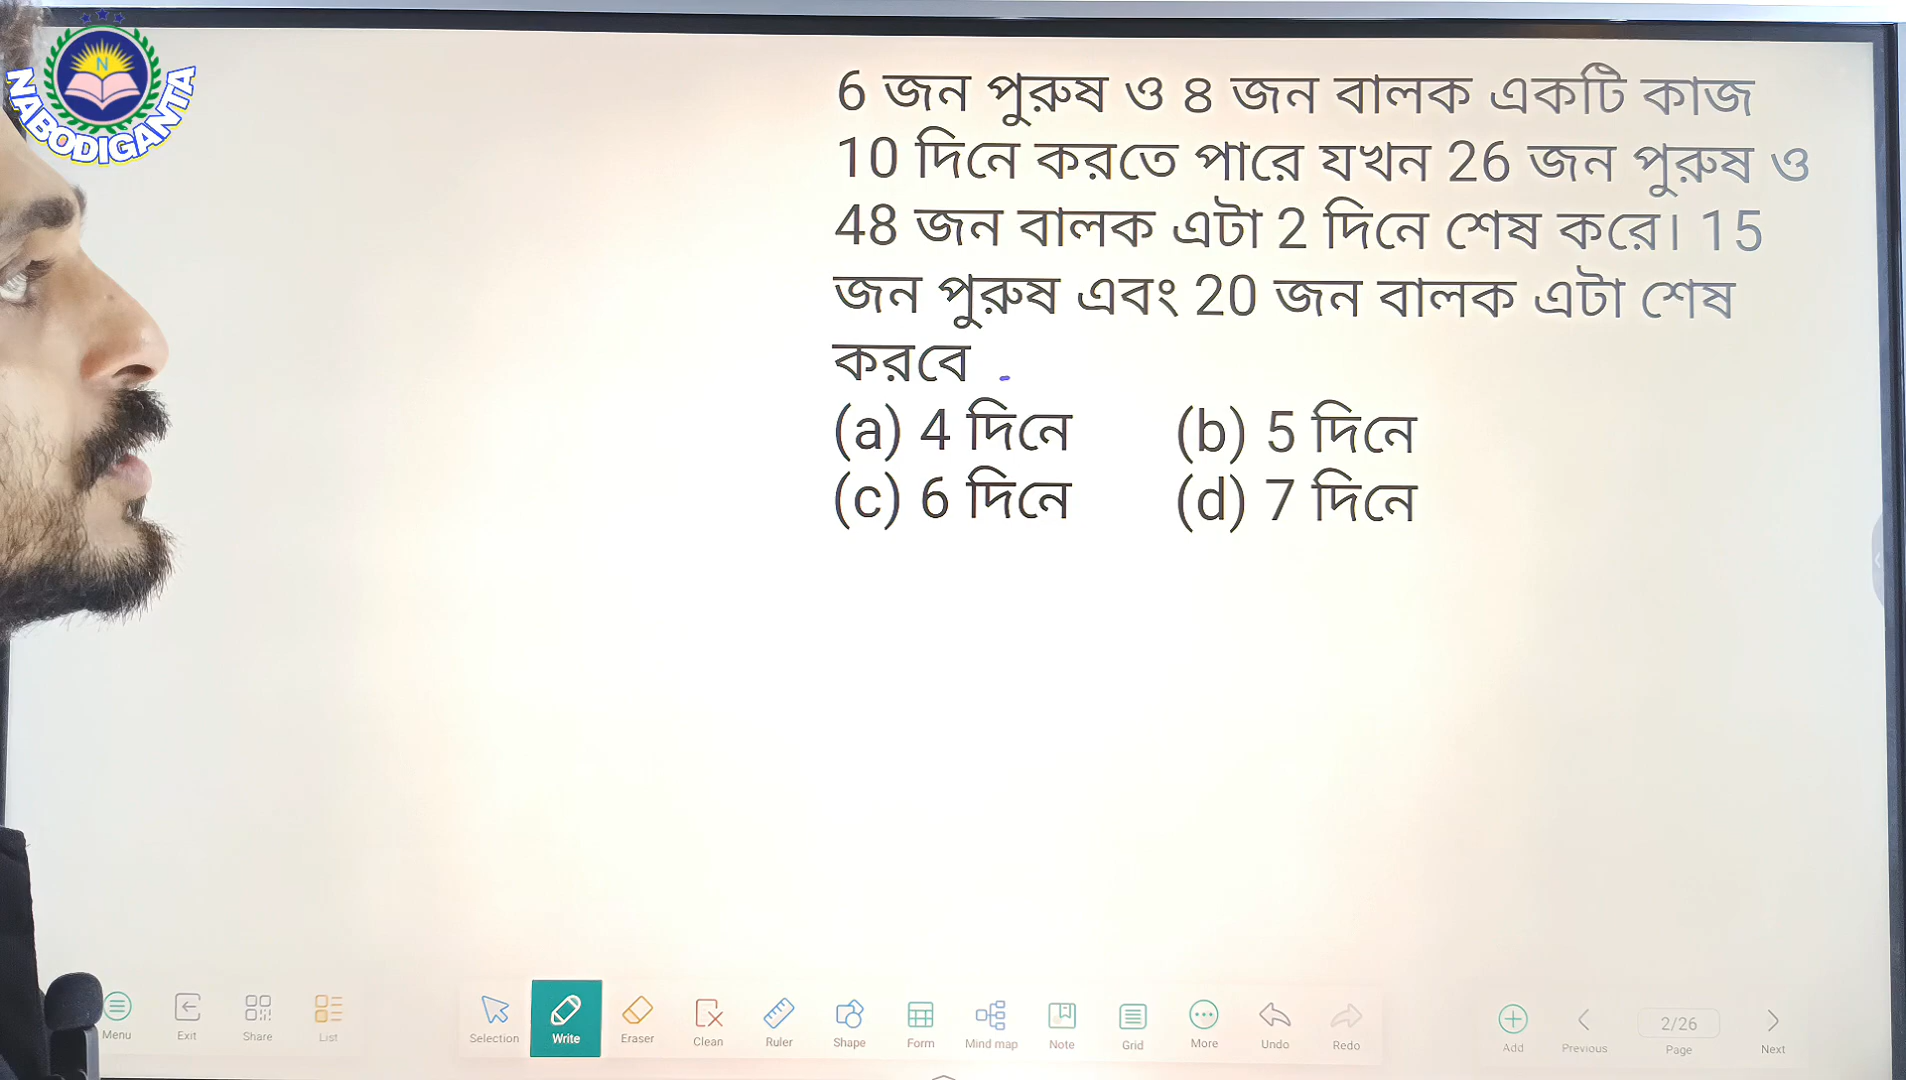 N
NABODIGANTA
6 জন পুরুষ ও ৪ জন বালক একটি কাজ
10 দিনে করতে পারে যখন 26 জন পুরুষ ও
48 জন বালক এটা 2 দিনে শেষ করে। 15
জন পুরুষ এবং 20 জন বালক এটা শেষ
করবে
(a) 4 দিনে (b) 5 দিনে
(c) 6 দিনে (d) 7 দিনে
Menu Exit Share List Selection Write Eraser Clean Ruler Shape Form Mind map Note Grid More Undo Redo Add Previous 2/26 Page Next